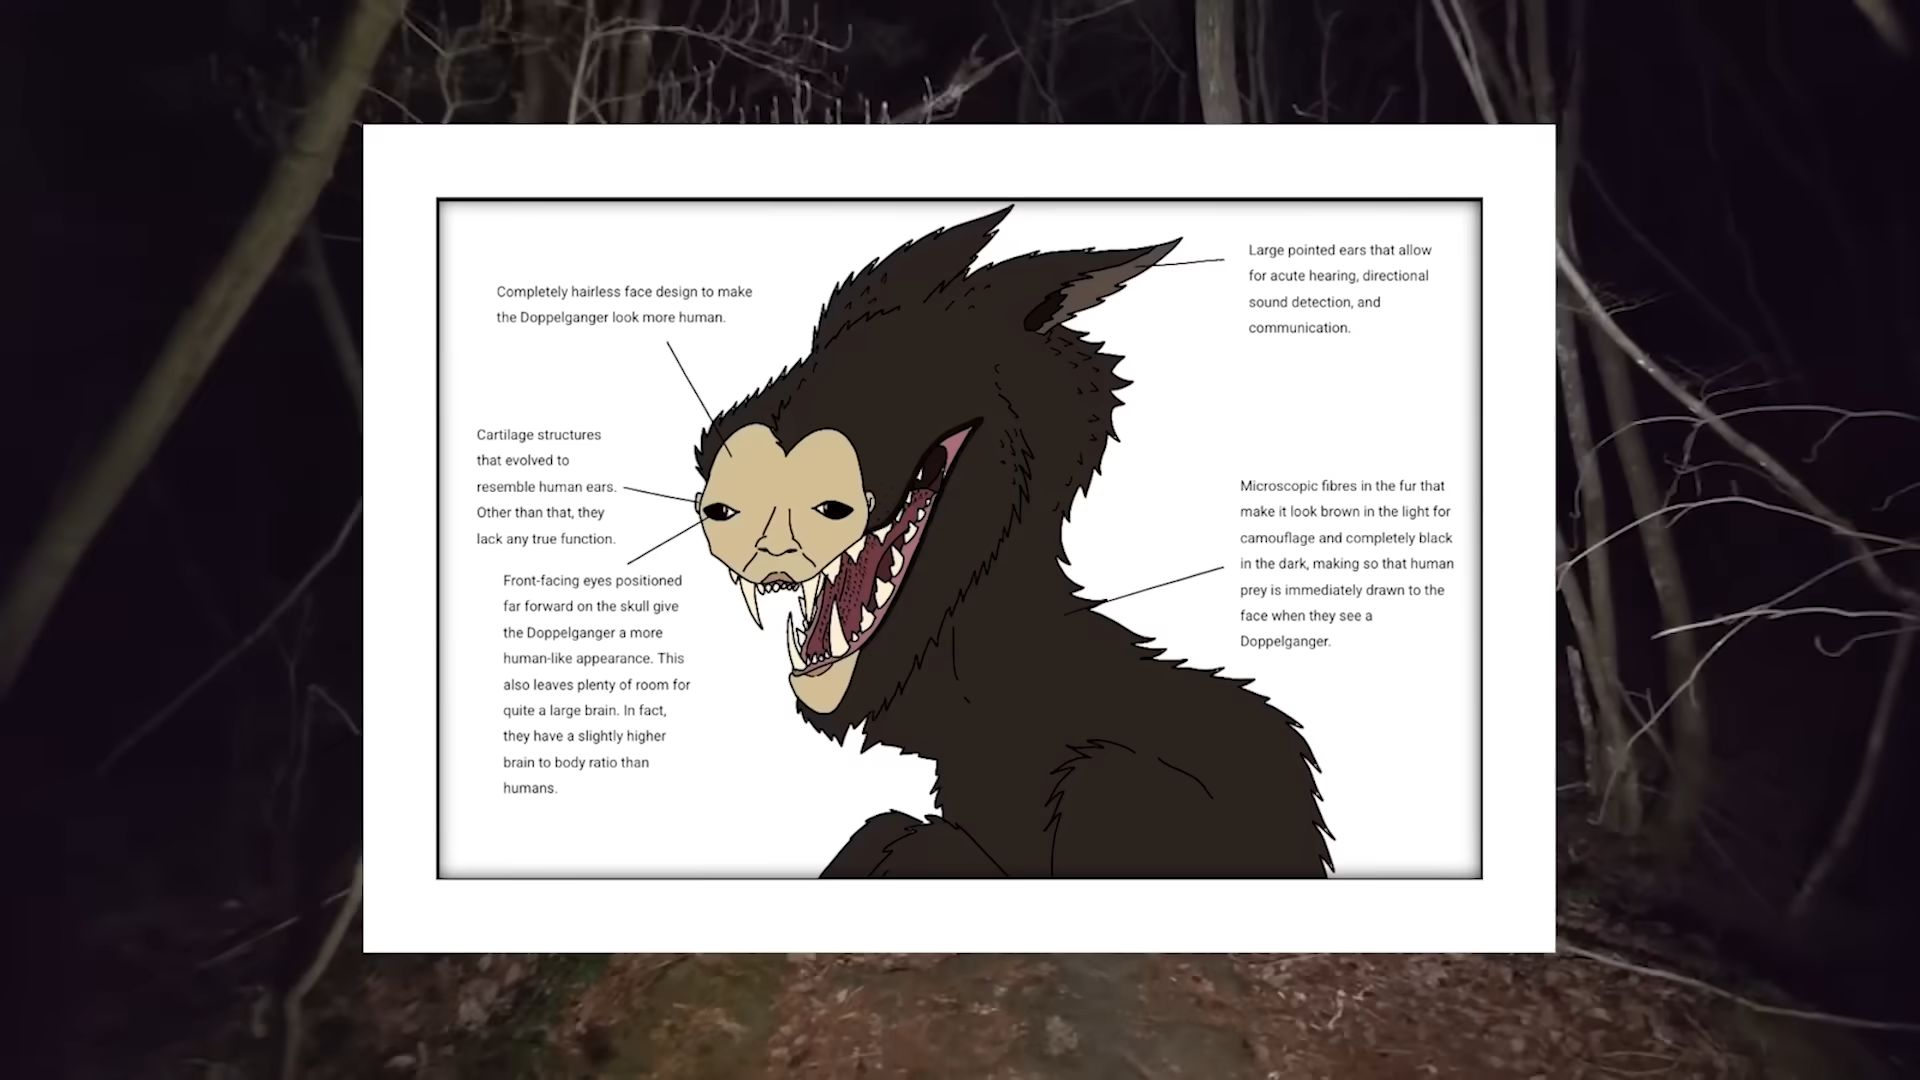 Completely hairless face design to make
the Doppelganger look more human.
Cartilage structures
that evolved to
resemble human ears.
Other than that, they
lack any true function.
Front-facing eyes positioned
far forward on the skull give
the Doppelganger a more
human-like appearance. This
also leaves plenty of room for
quite a large brain. In fact,
they have a slightly higher
brain to body ratio than
humans.
Large pointed ears that allow
for acute hearing, directional
sound detection, and
communication.
Microscopic fibres in the fur that
make it look brown in the light for
camouflage and completely black
in the dark, making so that human
prey is immediately drawn to the
face when they see a
Doppelganger.